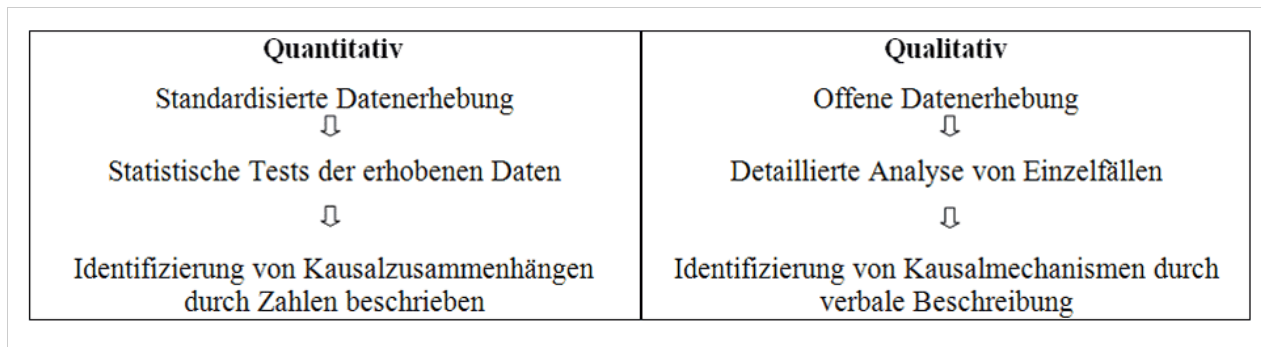 Quantitativ
Standardisierte Datenerhebung
⇩
Statistische Tests der erhobenen Daten
⇩
Identifizierung von Kausalzusammenhängen
durch Zahlen beschrieben
Qualitativ
Offene Datenerhebung
⇩
Detaillierte Analyse von Einzelfällen
⇩
Identifizierung von Kausalmechanismen durch
verbale Beschreibung